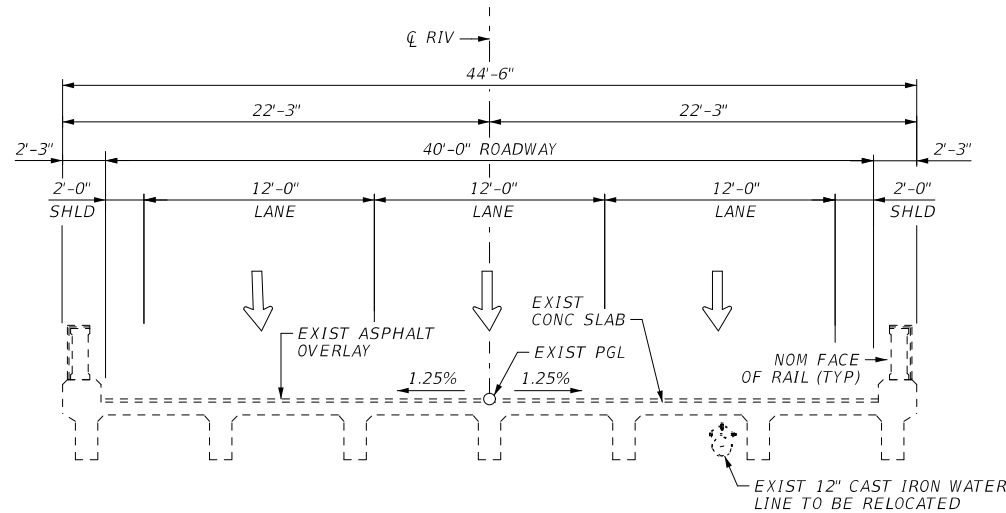 ℄ RIV
44'-6"
22'-3" 22'-3"
2'-3" 40'-0" ROADWAY 2'-3"
2'-0" 12'-0" 12'-0" 12'-0" 2'-0"
SHLD LANE LANE LANE SHLD
EXIST
CONC SLAB
EXIST ASPHALT
OVERLAY
EXIST PGL
NOM FACE
OF RAIL (TYP)
1.25% 1.25%
EXIST 12" CAST IRON WATER
LINE TO BE RELOCATED